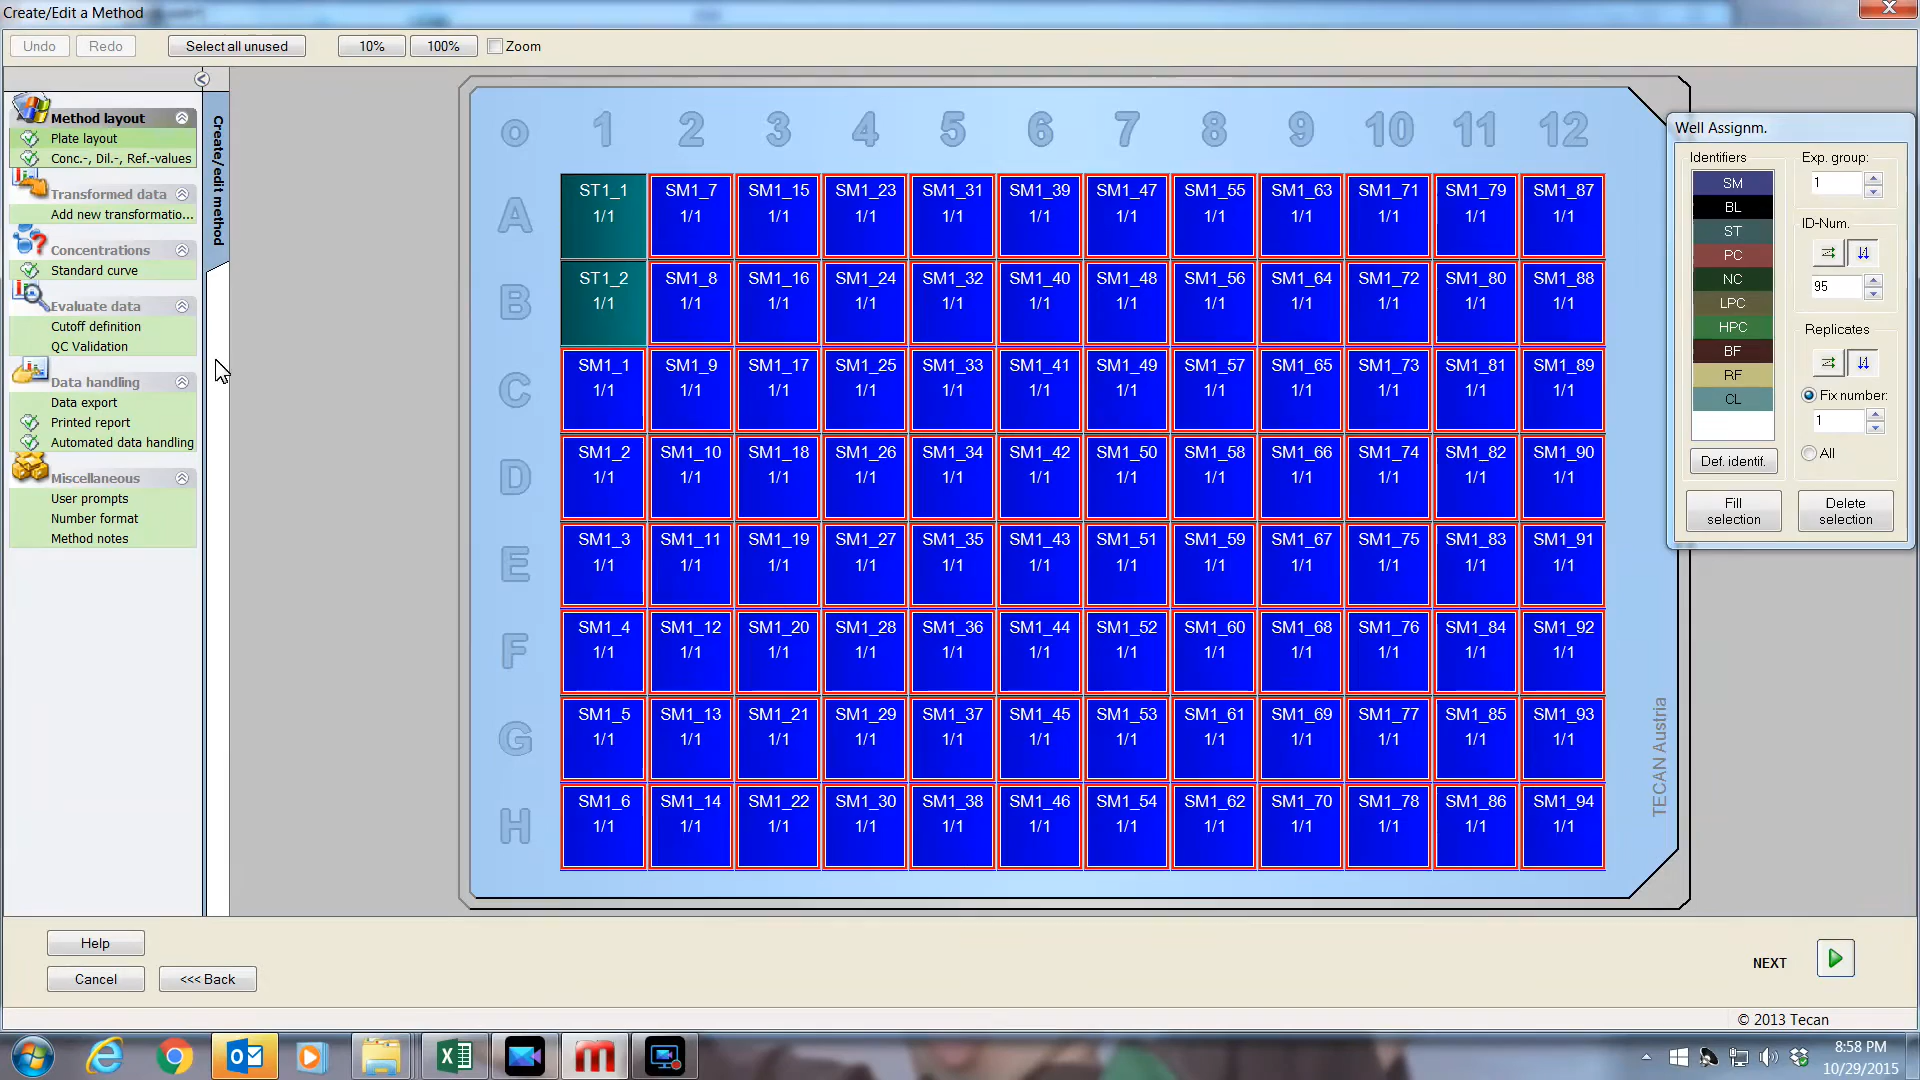 Create/Edit a Method
Undo Redo Select all unused 10% 100% Zoom
Method layout
Plate layout
Conc.-, Dil.-, Ref.-values
Transformed data
Add new transformatio...
Concentrations
Standard curve
Evaluate data
Cutoff definition
QC Validation
Data handling
Data export
Printed report
Automated data handling
Miscellaneous
User prompts
Number format
Method notes
Create/edit method
o 1 2 3 4 5 6 7 8 9 10 11 12
A ST1_1 SM1_7 SM1_15 SM1_23 SM1_31 SM1_39 SM1_47 SM1_55 SM1_63 SM1_71 SM1_79 SM1_87
1/1 1/1 1/1 1/1 1/1 1/1 1/1 1/1 1/1 1/1 1/1 1/1
B ST1_2 SM1_8 SM1_16 SM1_24 SM1_32 SM1_40 SM1_48 SM1_56 SM1_64 SM1_72 SM1_80 SM1_88
1/1 1/1 1/1 1/1 1/1 1/1 1/1 1/1 1/1 1/1 1/1 1/1
C SM1_1 SM1_9 SM1_17 SM1_25 SM1_33 SM1_41 SM1_49 SM1_57 SM1_65 SM1_73 SM1_81 SM1_89
1/1 1/1 1/1 1/1 1/1 1/1 1/1 1/1 1/1 1/1 1/1 1/1
D SM1_2 SM1_10 SM1_18 SM1_26 SM1_34 SM1_42 SM1_50 SM1_58 SM1_66 SM1_74 SM1_82 SM1_90
1/1 1/1 1/1 1/1 1/1 1/1 1/1 1/1 1/1 1/1 1/1 1/1
E SM1_3 SM1_11 SM1_19 SM1_27 SM1_35 SM1_43 SM1_51 SM1_59 SM1_67 SM1_75 SM1_83 SM1_91
1/1 1/1 1/1 1/1 1/1 1/1 1/1 1/1 1/1 1/1 1/1 1/1
F SM1_4 SM1_12 SM1_20 SM1_28 SM1_36 SM1_44 SM1_52 SM1_60 SM1_68 SM1_76 SM1_84 SM1_92
1/1 1/1 1/1 1/1 1/1 1/1 1/1 1/1 1/1 1/1 1/1 1/1
G SM1_5 SM1_13 SM1_21 SM1_29 SM1_37 SM1_45 SM1_53 SM1_61 SM1_69 SM1_77 SM1_85 SM1_93
1/1 1/1 1/1 1/1 1/1 1/1 1/1 1/1 1/1 1/1 1/1 1/1
H SM1_6 SM1_14 SM1_22 SM1_30 SM1_38 SM1_46 SM1_54 SM1_62 SM1_70 SM1_78 SM1_86 SM1_94
1/1 1/1 1/1 1/1 1/1 1/1 1/1 1/1 1/1 1/1 1/1 1/1
TECAN Austria
Well Assignm.
Identifiers
SM
BL
ST
PC
NC
LPC
HPC
BF
RF
CL
Def. identif.
Exp. group:
1
ID-Num.
95
Replicates
Fix number:
1
All
Fill selection
Delete selection
Help
Cancel <<< Back
NEXT
© 2013 Tecan
8:58 PM
10/29/2015